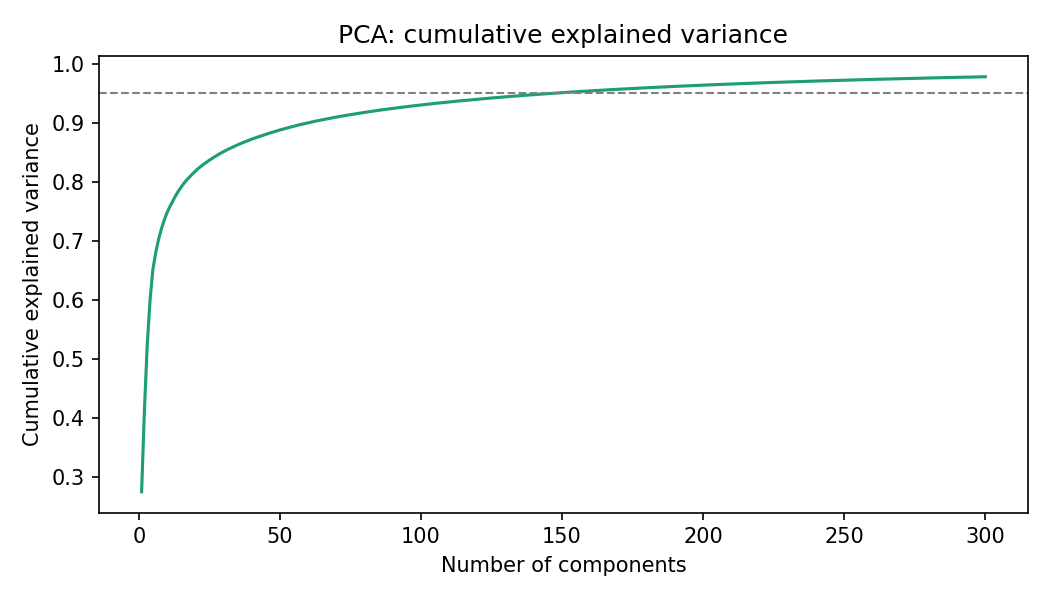 PCA: cumulative explained variance
Cumulative explained variance
1.0
0.9
0.8
0.7
0.6
0.5
0.4
0.3
0 50 100 150 200 250 300
Number of components